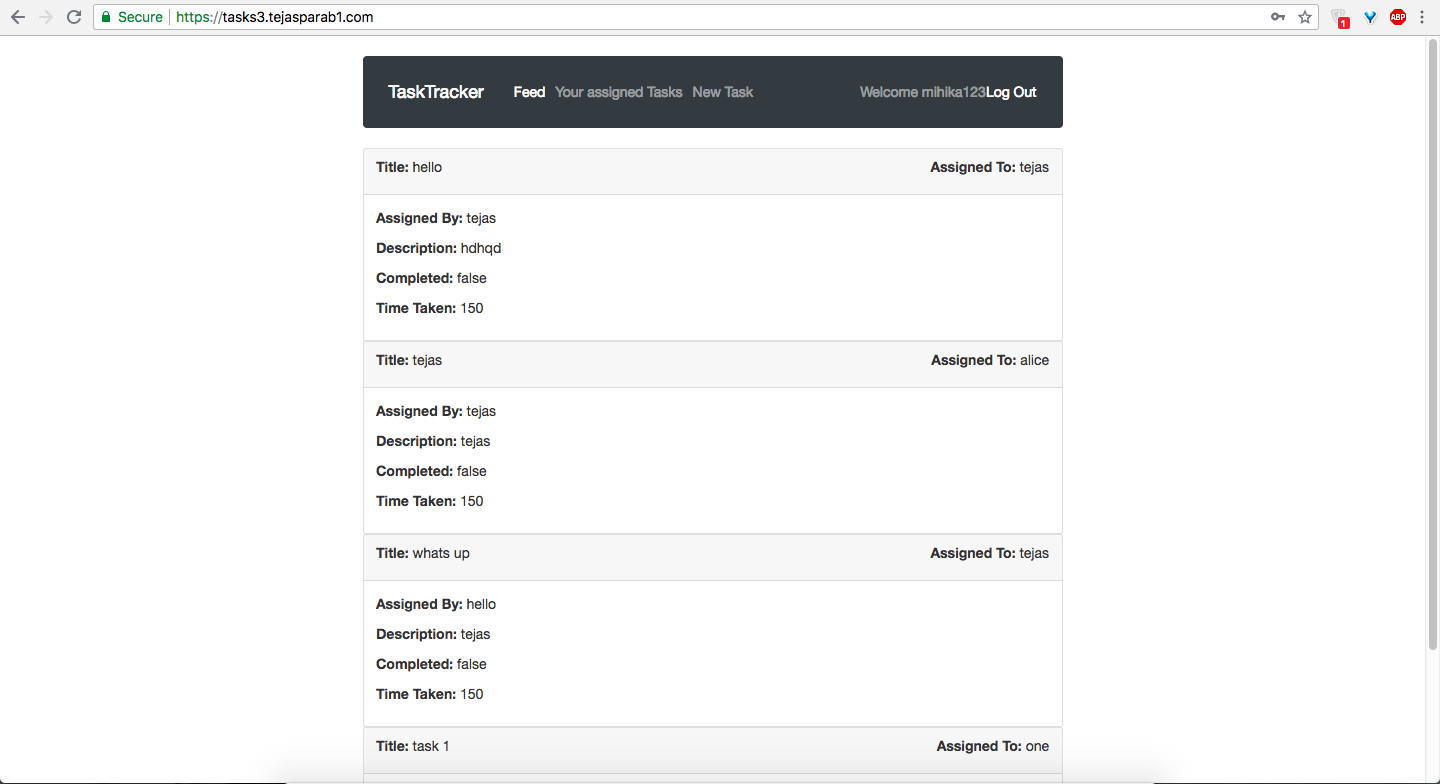 Secure https://tasks3.tejasparab1.com 1 ABP
TaskTracker Feed Your assigned Tasks New Task Welcome mihika123Log Out
Title: hello Assigned To: tejas
Assigned By: tejas
Description: hdhqd
Completed: false
Time Taken: 150
Title: tejas Assigned To: alice
Assigned By: tejas
Description: tejas
Completed: false
Time Taken: 150
Title: whats up Assigned To: tejas
Assigned By: hello
Description: tejas
Completed: false
Time Taken: 150
Title: task 1 Assigned To: one